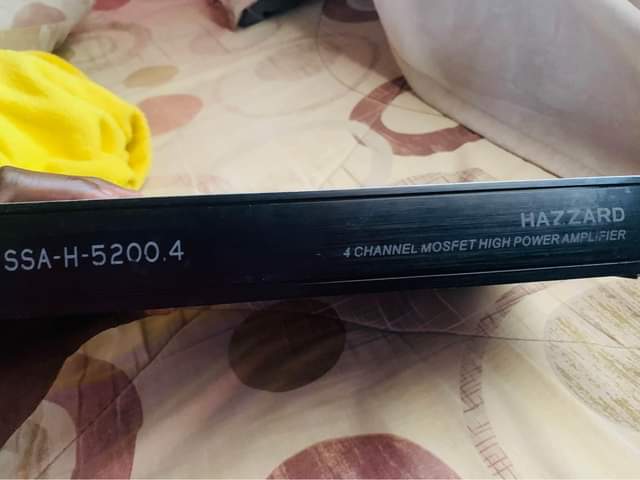 SSA-H-5200.4
HAZZARD
4 CHANNEL MOSFET HIGH POWER AMPLIFIER